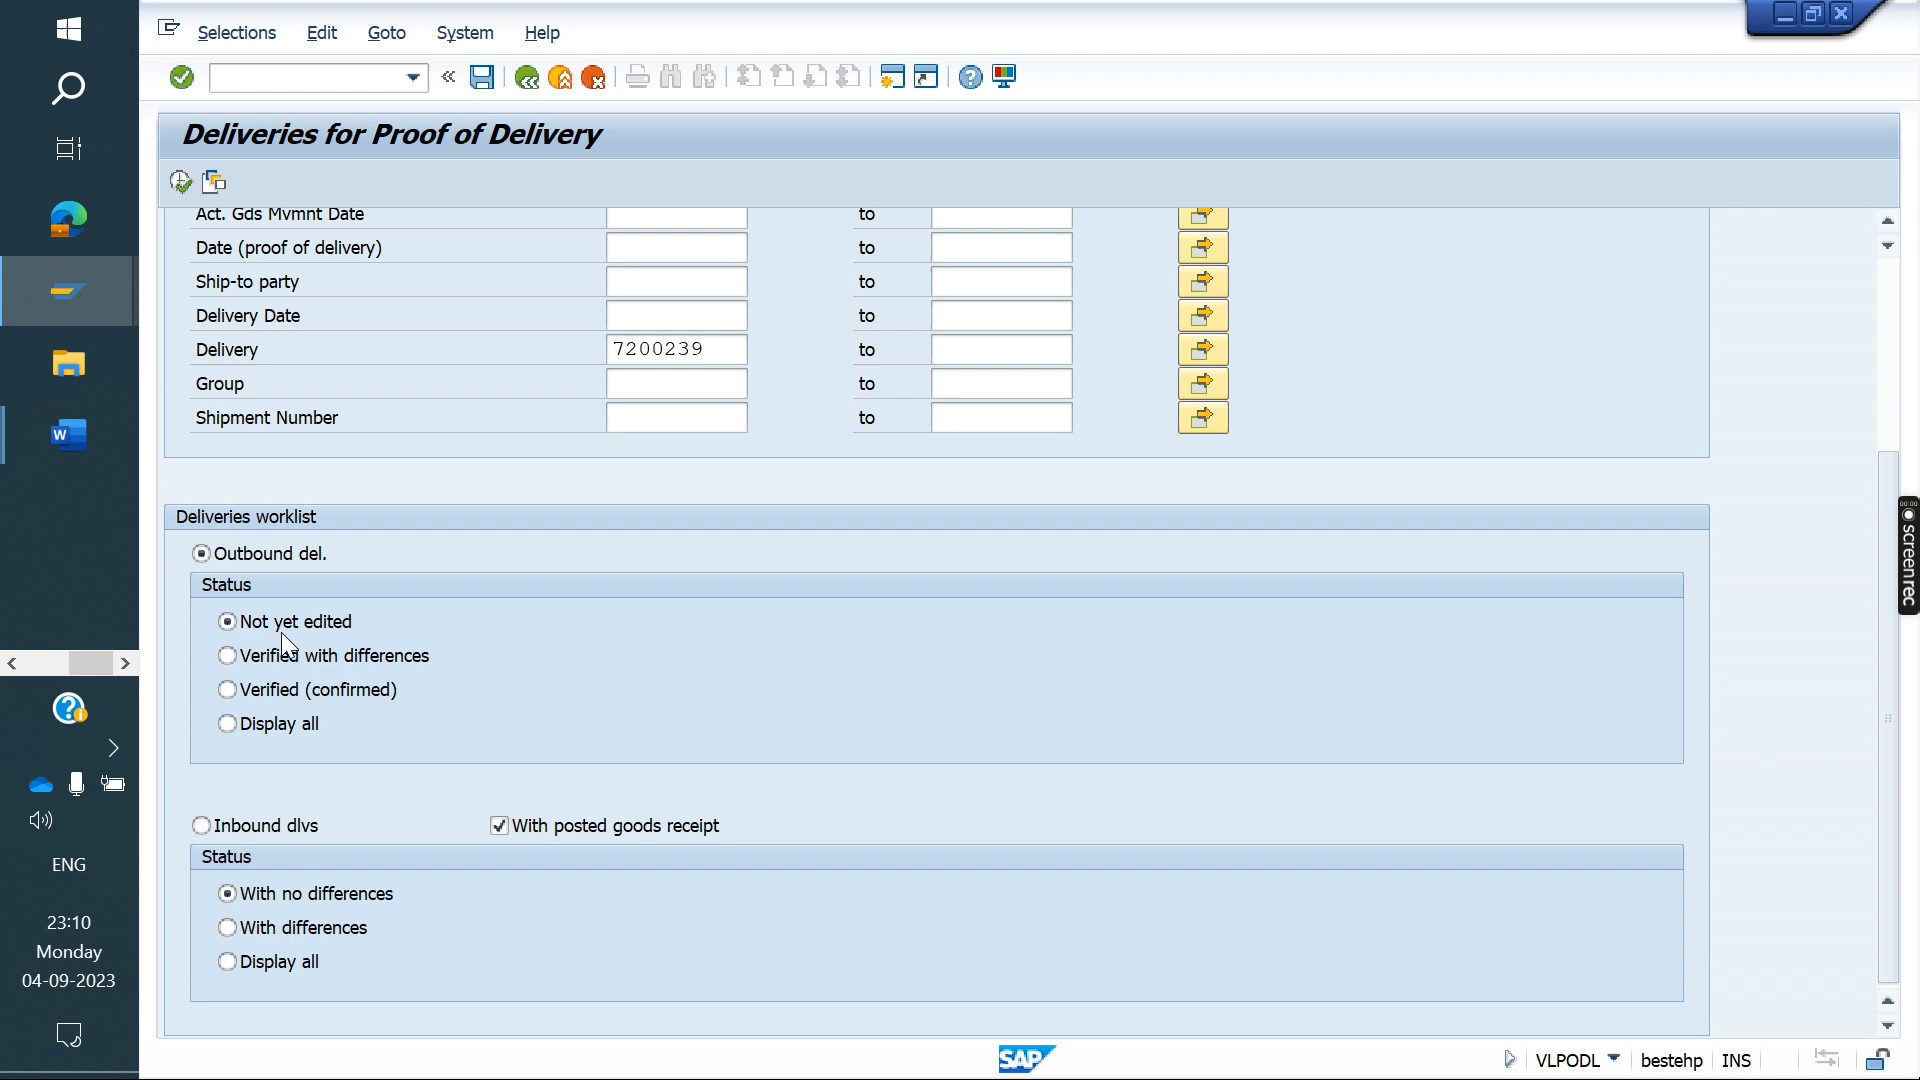 Selections Edit Goto System Help
Deliveries for Proof of Delivery
Act. Gds Mvmnt Date to
Date (proof of delivery) to
Ship-to party to
Delivery Date to
Delivery 7200239 to
Group to
Shipment Number to
Deliveries worklist
Outbound del.
Status
Not yet edited
Verified with differences
Verified (confirmed)
Display all
Inbound dlvs With posted goods receipt
Status
With no differences
With differences
Display all
SAP VLPODL bestehp INS
W
ENG
23:10
Monday
04-09-2023
00:00
screenrec